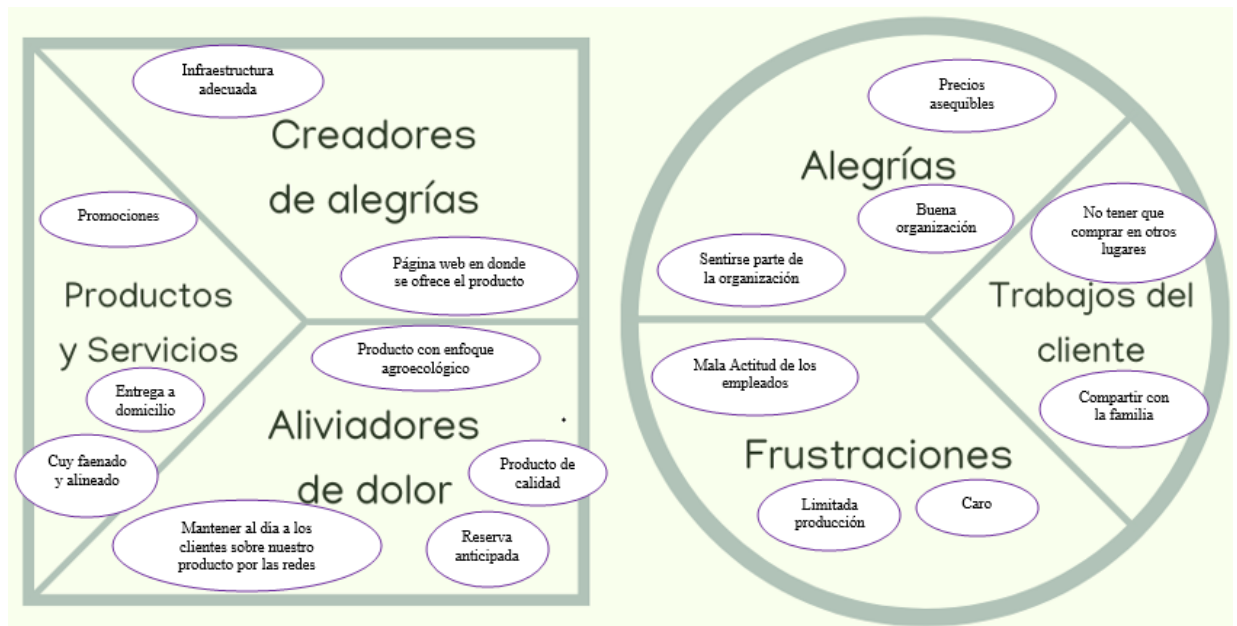 Infraestructura
adecuada
Creadores
de alegrías
Promociones
Página web en donde
se ofrece el producto
Productos
y Servicios
Entrega a
domicilio
Cuy faenado
y alineado
Producto con enfoque
agroecológico
Aliviadores
de dolor
Producto de
calidad
Mantener al día a los
clientes sobre nuestro
producto por las redes
Reserva
anticipada
Precios
asequibles
Alegrías
Buena
organización
Sentirse parte de
la organización
No tener que
comprar en otros
lugares
Trabajos del
cliente
Compartir con
la familia
Mala Actitud de los
empleados
Frustraciones
Limitada
producción
Caro